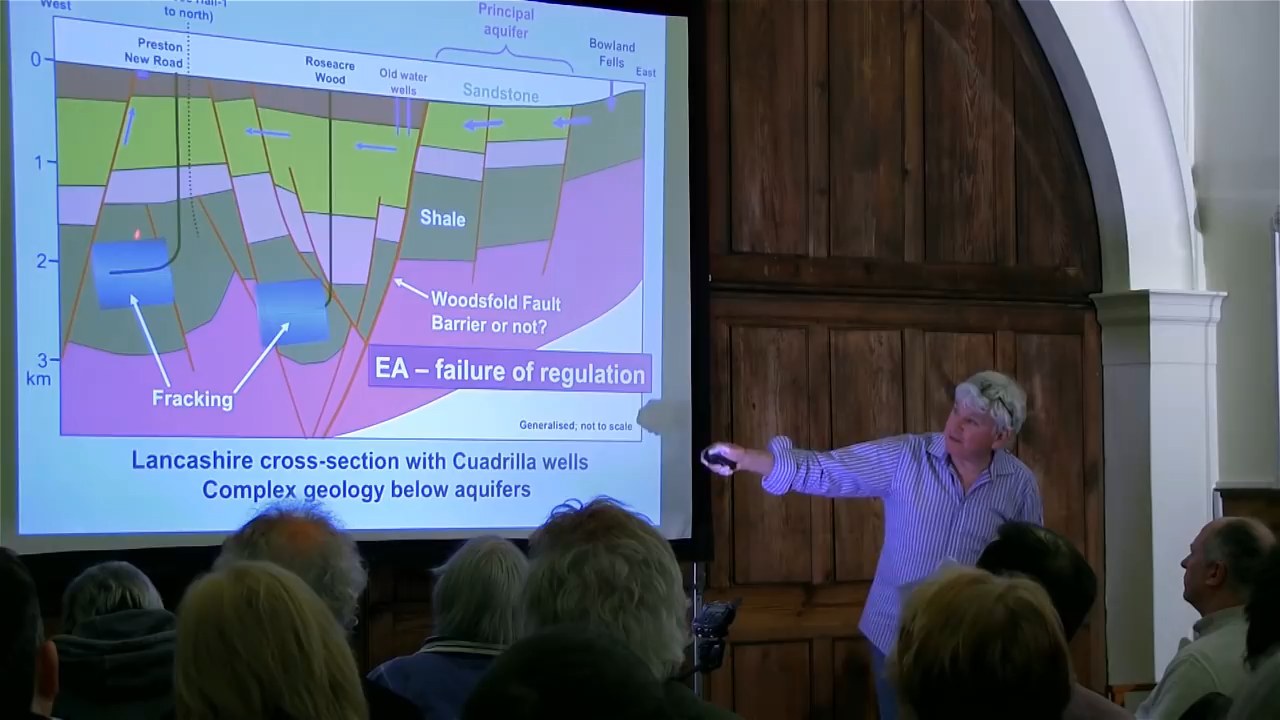 West
to north)
Principal
aquifer
Preston
New Road
Roseacre
Wood
Old water
wells
Bowland
Fells
East
Sandstone
0
1
2
3
km
Shale
Woodsfold Fault
Barrier or not?
EA – failure of regulation
Fracking
Generalised; not to scale
Lancashire cross-section with Cuadrilla wells
Complex geology below aquifers